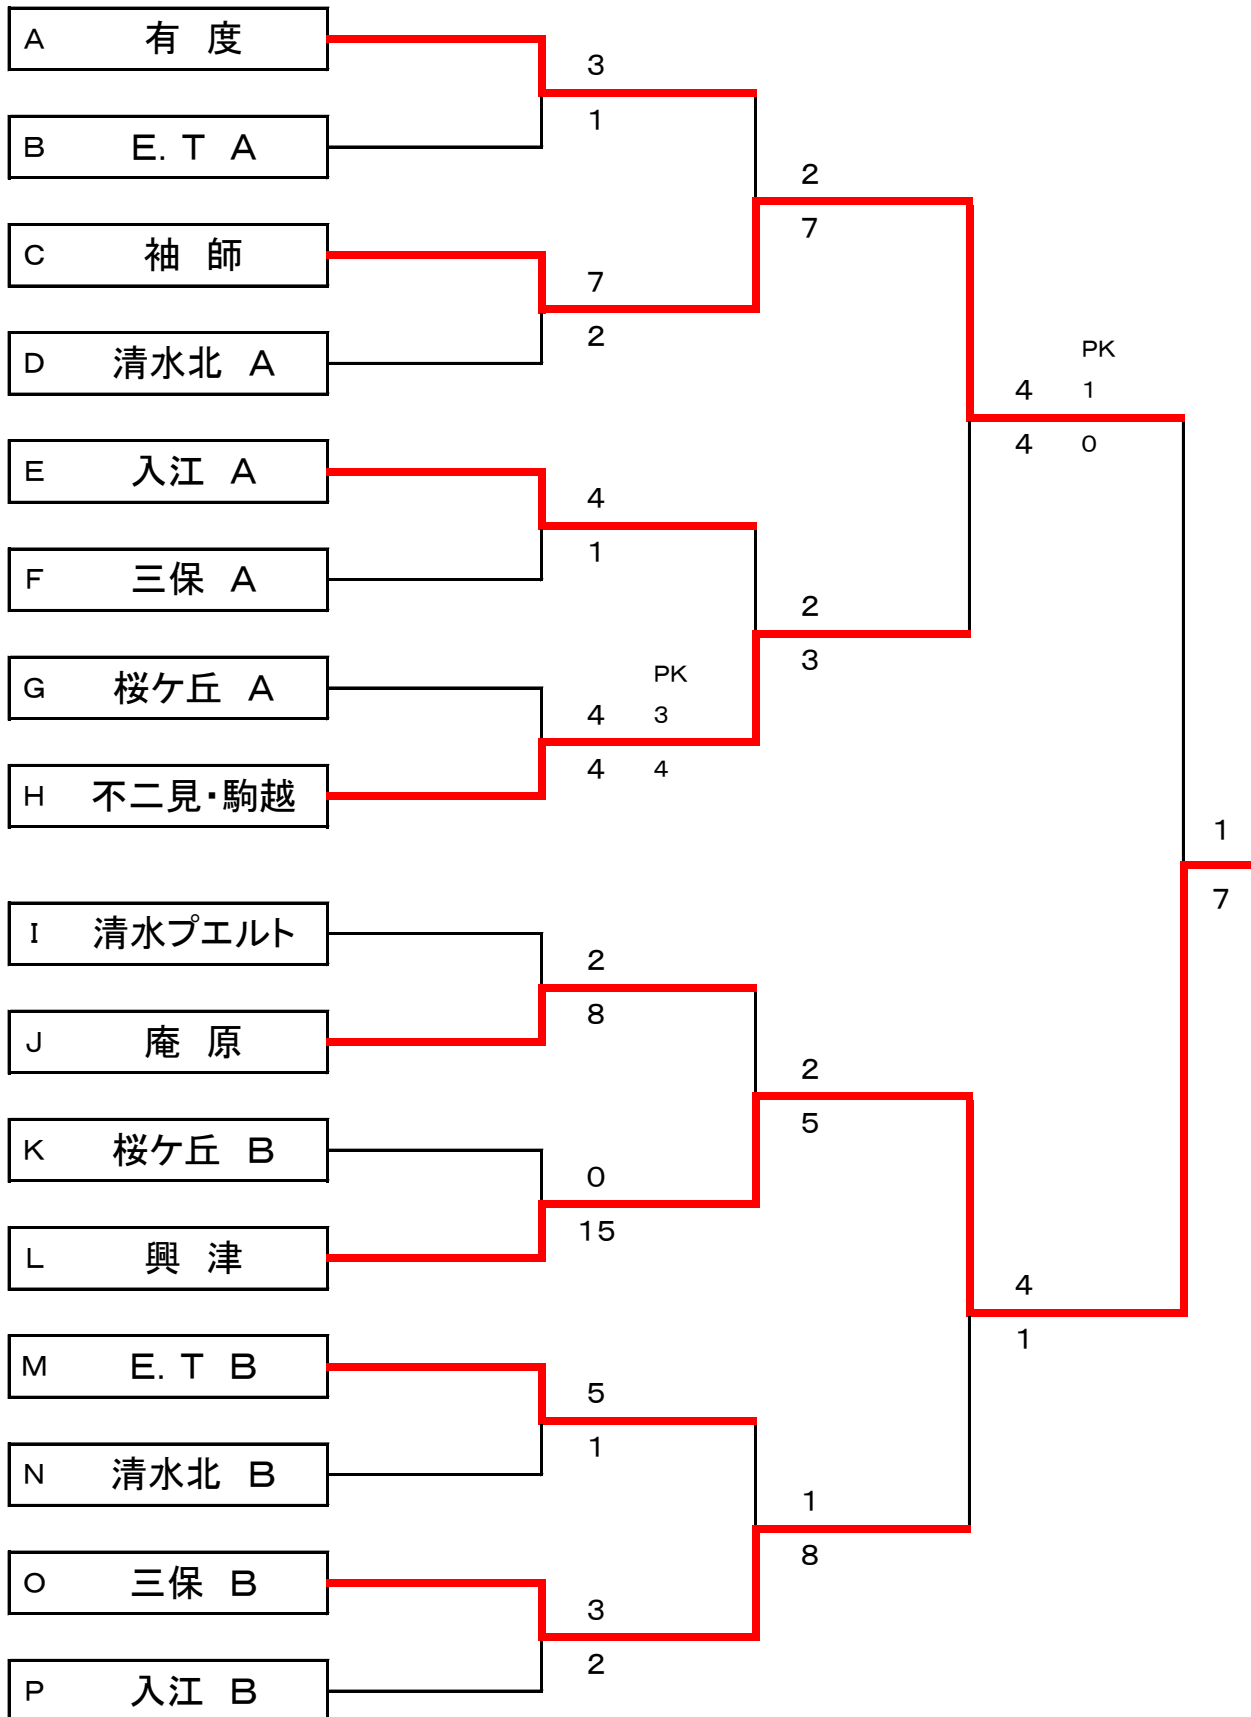 A 有 度
3
1
B E. T A
2
7
C 袖 師
7
2
D 清水北 A
PK
4 1
4 0
E 入江 A
4
1
F 三保 A
2
3
G 桜ケ丘 A
PK
4 3
4 4
H 不二見・駒越
1
7
I 清水プエルト
2
8
J 庵 原
2
5
K 桜ケ丘 B
0
15
L 興 津
4
1
M E. T B
5
1
N 清水北 B
1
8
O 三保 B
3
2
P 入江 B